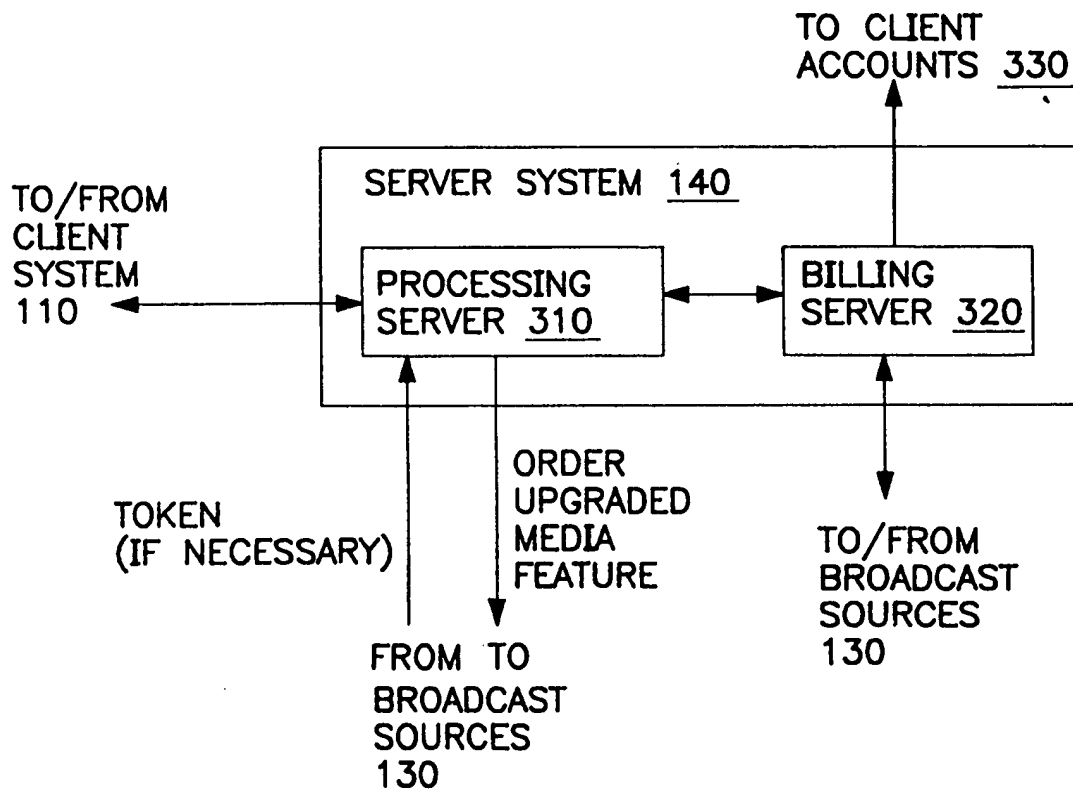 TO CLIENT
ACCOUNTS 330
SERVER SYSTEM 140
TO/FROM
CLIENT
SYSTEM
110
PROCESSING
SERVER 310
BILLING
SERVER 320
TOKEN
(IF NECESSARY)
ORDER
UPGRADED
MEDIA
FEATURE
FROM TO
BROADCAST
SOURCES
130
TO/FROM
BROADCAST
SOURCES
130